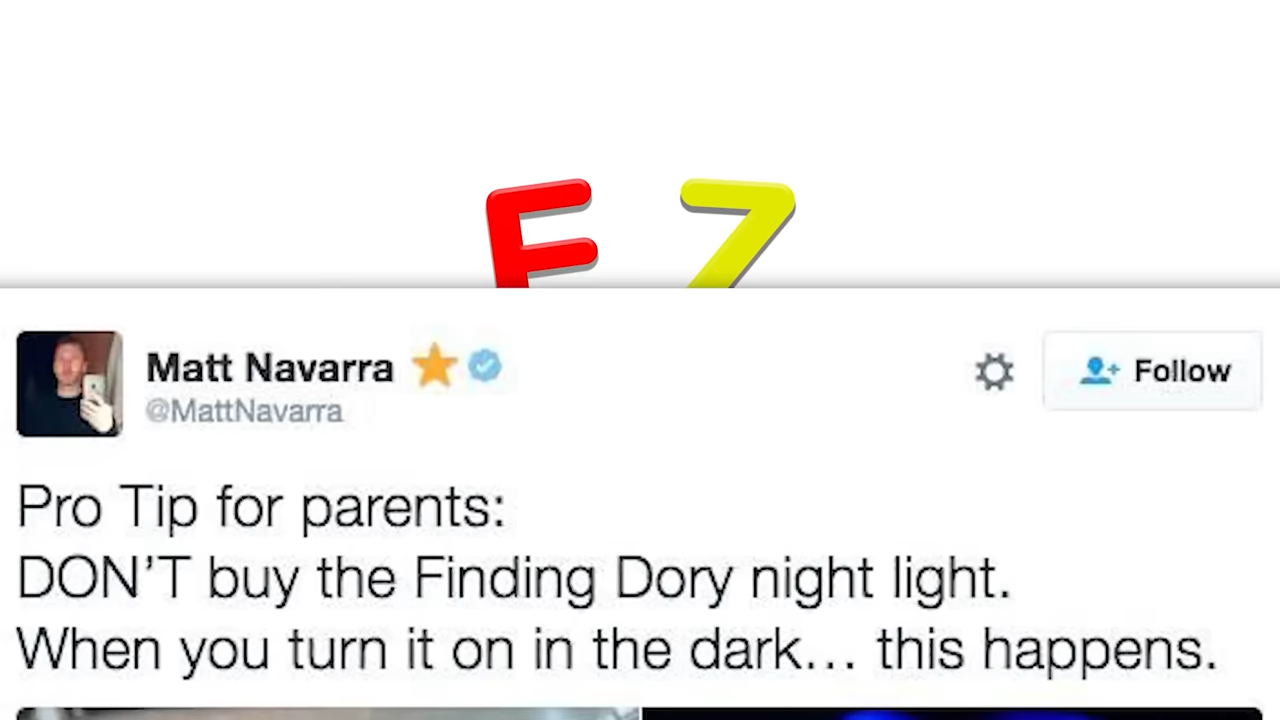 E Z
Matt Navarra
@MattNavarra
Follow
Pro Tip for parents:
DON'T buy the Finding Dory night light.
When you turn it on in the dark... this happens.